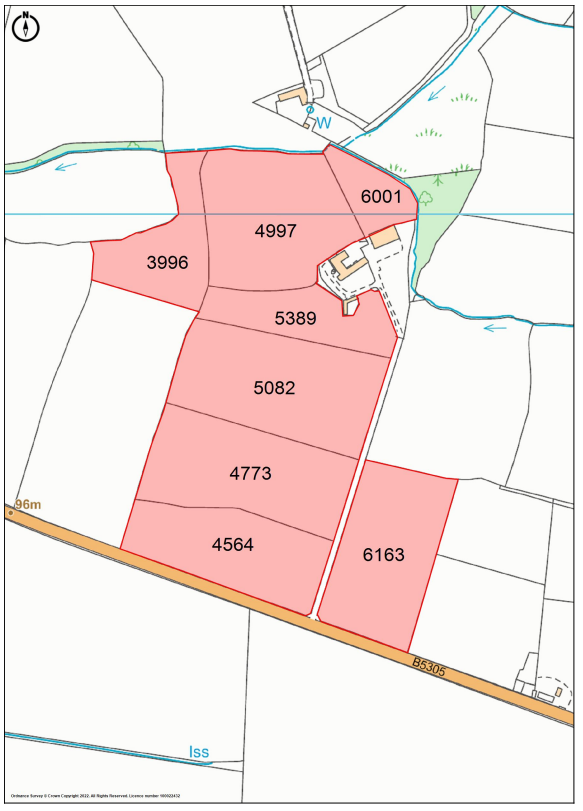 N
W
6001
4997
3996
5389
5082
4773
96m
4564
6163
B5305
Iss
Ordnance Survey © Crown Copyright 2022. All Rights Reserved. Licence number 100022432